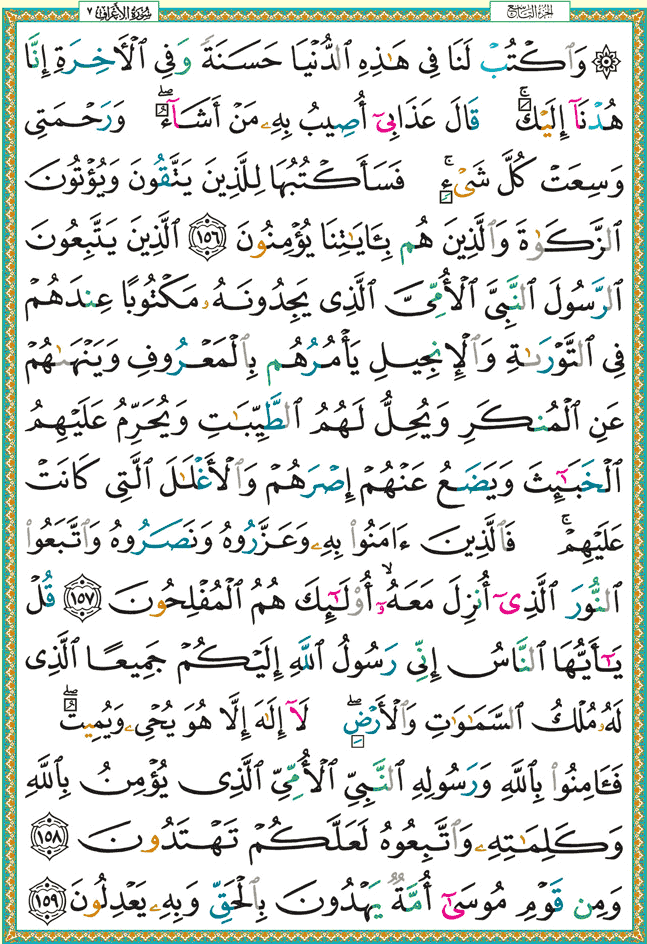 سُورَةُ الأَعْرَافِ ٧
الجُزْءُ التَّاسِعُ
۞ وَٱكۡتُبۡ لَنَا فِى هَٰذِهِ ٱلدُّنۡيَا حَسَنَةً وَفِى ٱلۡأَخِرَةِ إِنَّا
هُدۡنَآ إِلَيۡكَۚ قَالَ عَذَابِىٓ أُصِيبُ بِهِۦ مَنۡ أَشَآءُۖ وَرَحۡمَتِى
وَسِعَتۡ كُلَّ شَىۡءٍۚ فَسَأَكۡتُبُهَا لِلَّذِينَ يَتَّقُونَ وَيُؤۡتُونَ
ٱلزَّكَوٰةَ وَٱلَّذِينَ هُم بِـَٔايَٰتِنَا يُؤۡمِنُونَ ١٥٦ ٱلَّذِينَ يَتَّبِعُونَ
ٱلرَّسُولَ ٱلنَّبِىَّ ٱلۡأُمِّىَّ ٱلَّذِى يَجِدُونَهُۥ مَكۡتُوبًا عِندَهُمۡ
فِى ٱلتَّوۡرَىٰةِ وَٱلۡإِنجِيلِ يَأۡمُرُهُم بِٱلۡمَعۡرُوفِ وَيَنۡهَىٰهُمۡ
عَنِ ٱلۡمُنكَرِ وَيُحِلُّ لَهُمُ ٱلطَّيِّبَٰتِ وَيُحَرِّمُ عَلَيۡهِمُ
ٱلۡخَبَٰٓئِثَ وَيَضَعُ عَنۡهُمۡ إِصۡرَهُمۡ وَٱلۡأَغۡلَٰلَ ٱلَّتِى كَانَتۡ
عَلَيۡهِمۡۚ فَٱلَّذِينَ ءَامَنُوا۟ بِهِۦ وَعَزَّرُوهُ وَنَصَرُوهُ وَٱتَّبَعُوا۟
ٱلنُّورَ ٱلَّذِىٓ أُنزِلَ مَعَهُۥٓۙ أُو۟لَٰٓئِكَ هُمُ ٱلۡمُفۡلِحُونَ ١٥٧ قُلۡ
يَٰٓأَيُّهَا ٱلنَّاسُ إِنِّى رَسُولُ ٱللَّهِ إِلَيۡكُمۡ جَمِيعًا ٱلَّذِى
لَهُۥ مُلۡكُ ٱلسَّمَٰوَٰتِ وَٱلۡأَرۡضِۖ لَآ إِلَٰهَ إِلَّا هُوَ يُحۡىِۦ وَيُمِيتُۖ
فَـَٔامِنُوا۟ بِٱللَّهِ وَرَسُولِهِ ٱلنَّبِىِّ ٱلۡأُمِّىِّ ٱلَّذِى يُؤۡمِنُ بِٱللَّهِ
وَكَلِمَٰتِهِۦ وَٱتَّبِعُوهُ لَعَلَّكُمۡ تَهۡتَدُونَ ١٥٨
وَمِن قَوۡمِ مُوسَىٰٓ أُمَّةٌ يَهۡدُونَ بِٱلۡحَقِّ وَبِهِۦ يَعۡدِلُونَ ١٥٩